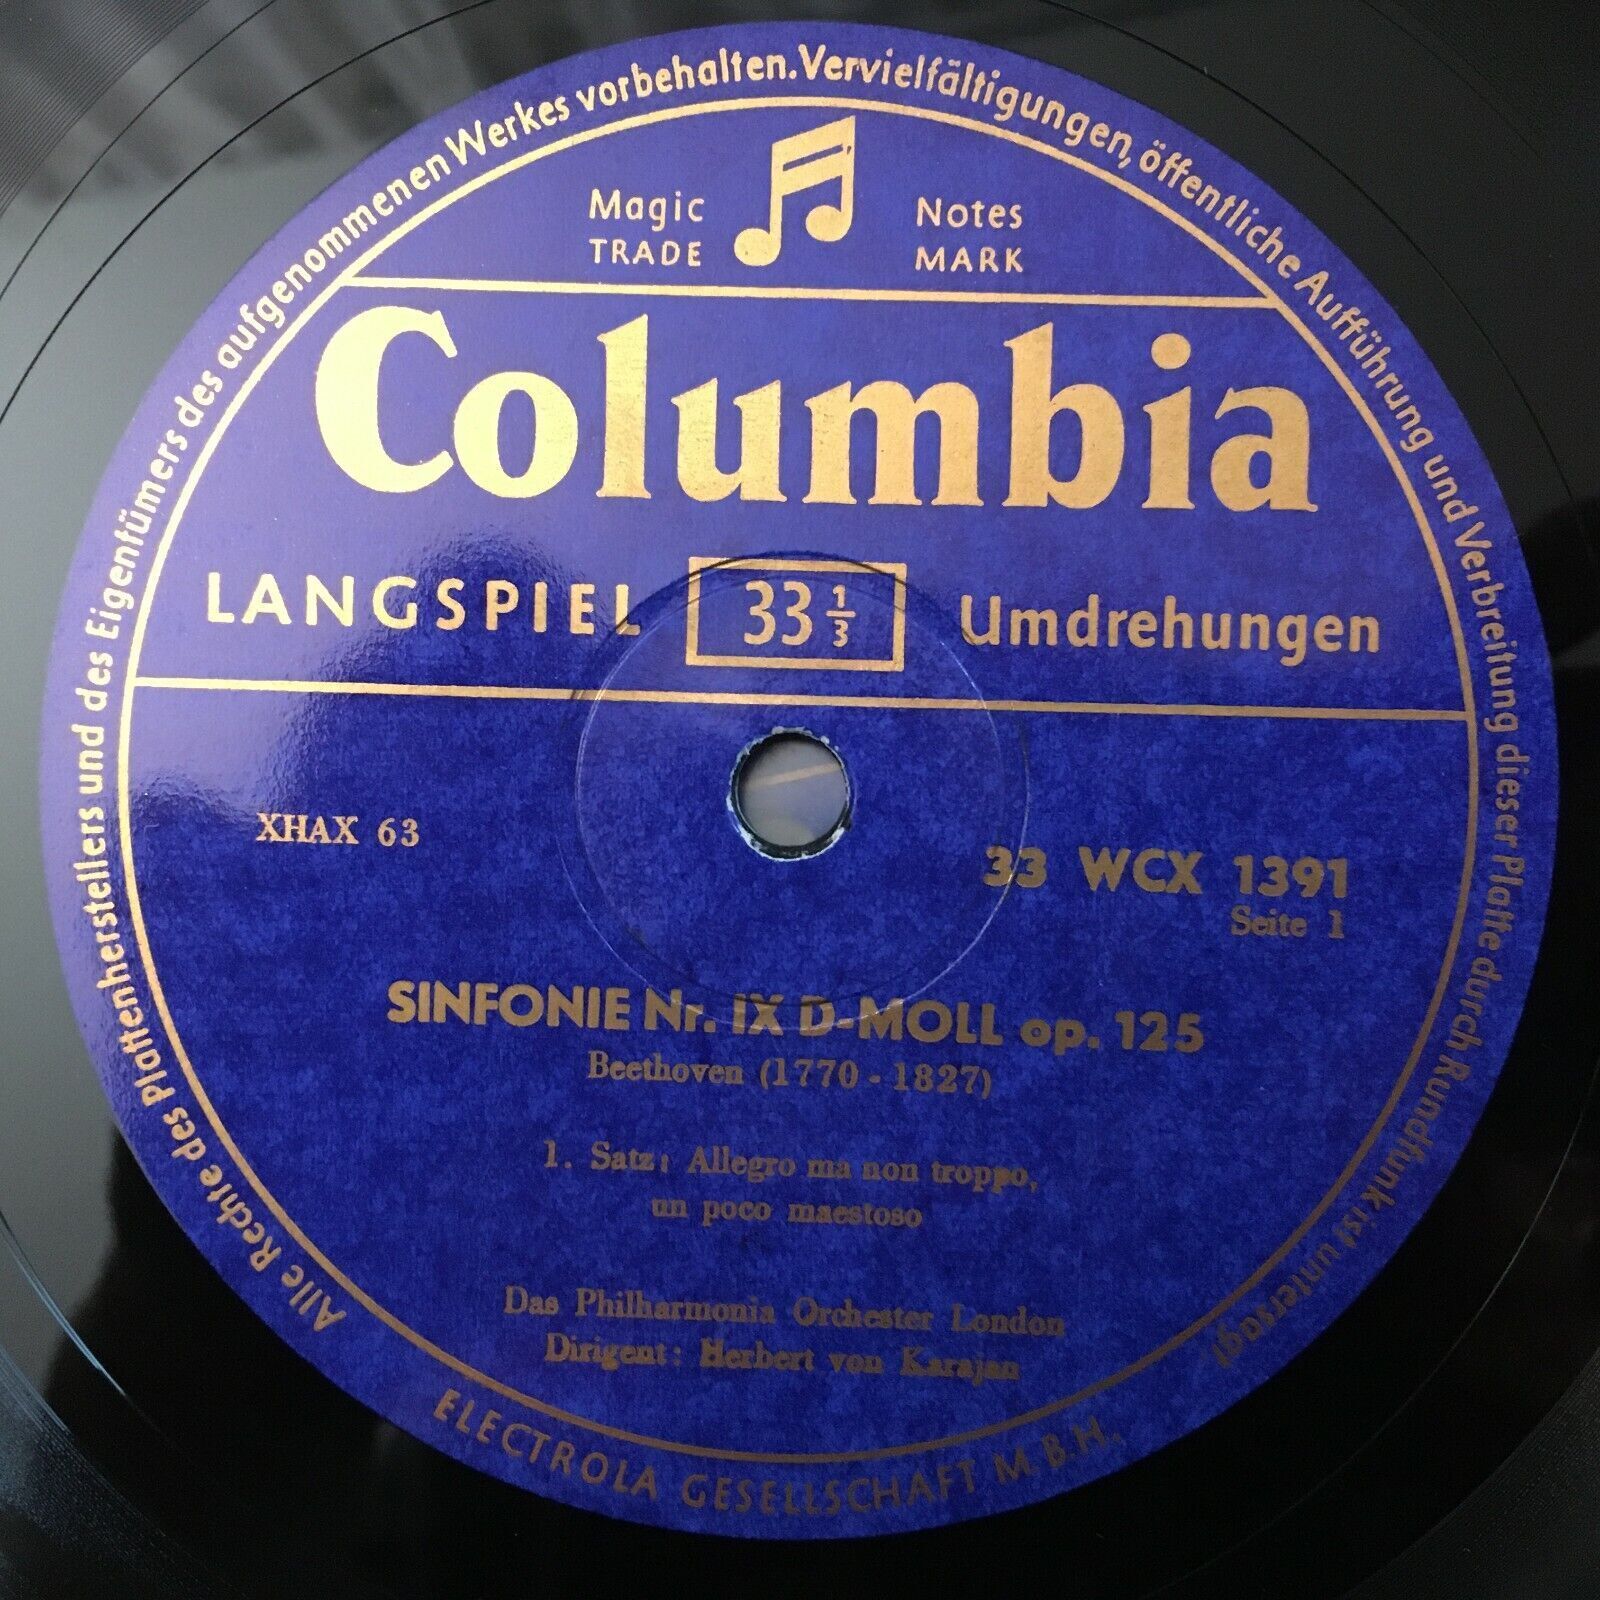 Alle Rechte des Plattenherstellers und des Eigentümers des aufgenommenen Werkes vorbehalten. Vervielfältigungen, öffentliche Aufführung und Verbreitung dieser Platte durch Rundfunk ist untersagt
Magic Notes
TRADE MARK
Columbia
LANGSPIEL 33 1/3 Umdrehungen
XHAX 63
33 WCX 1391
Seite 1
SINFONIE Nr. IX D-MOLL op. 125
Beethoven (1770 - 1827)
1. Satz: Allegro ma non troppo,
un poco maestoso
Das Philharmonia Orchester London
Dirigent: Herbert von Karajan
ELECTROLA GESELLSCHAFT M.B.H.